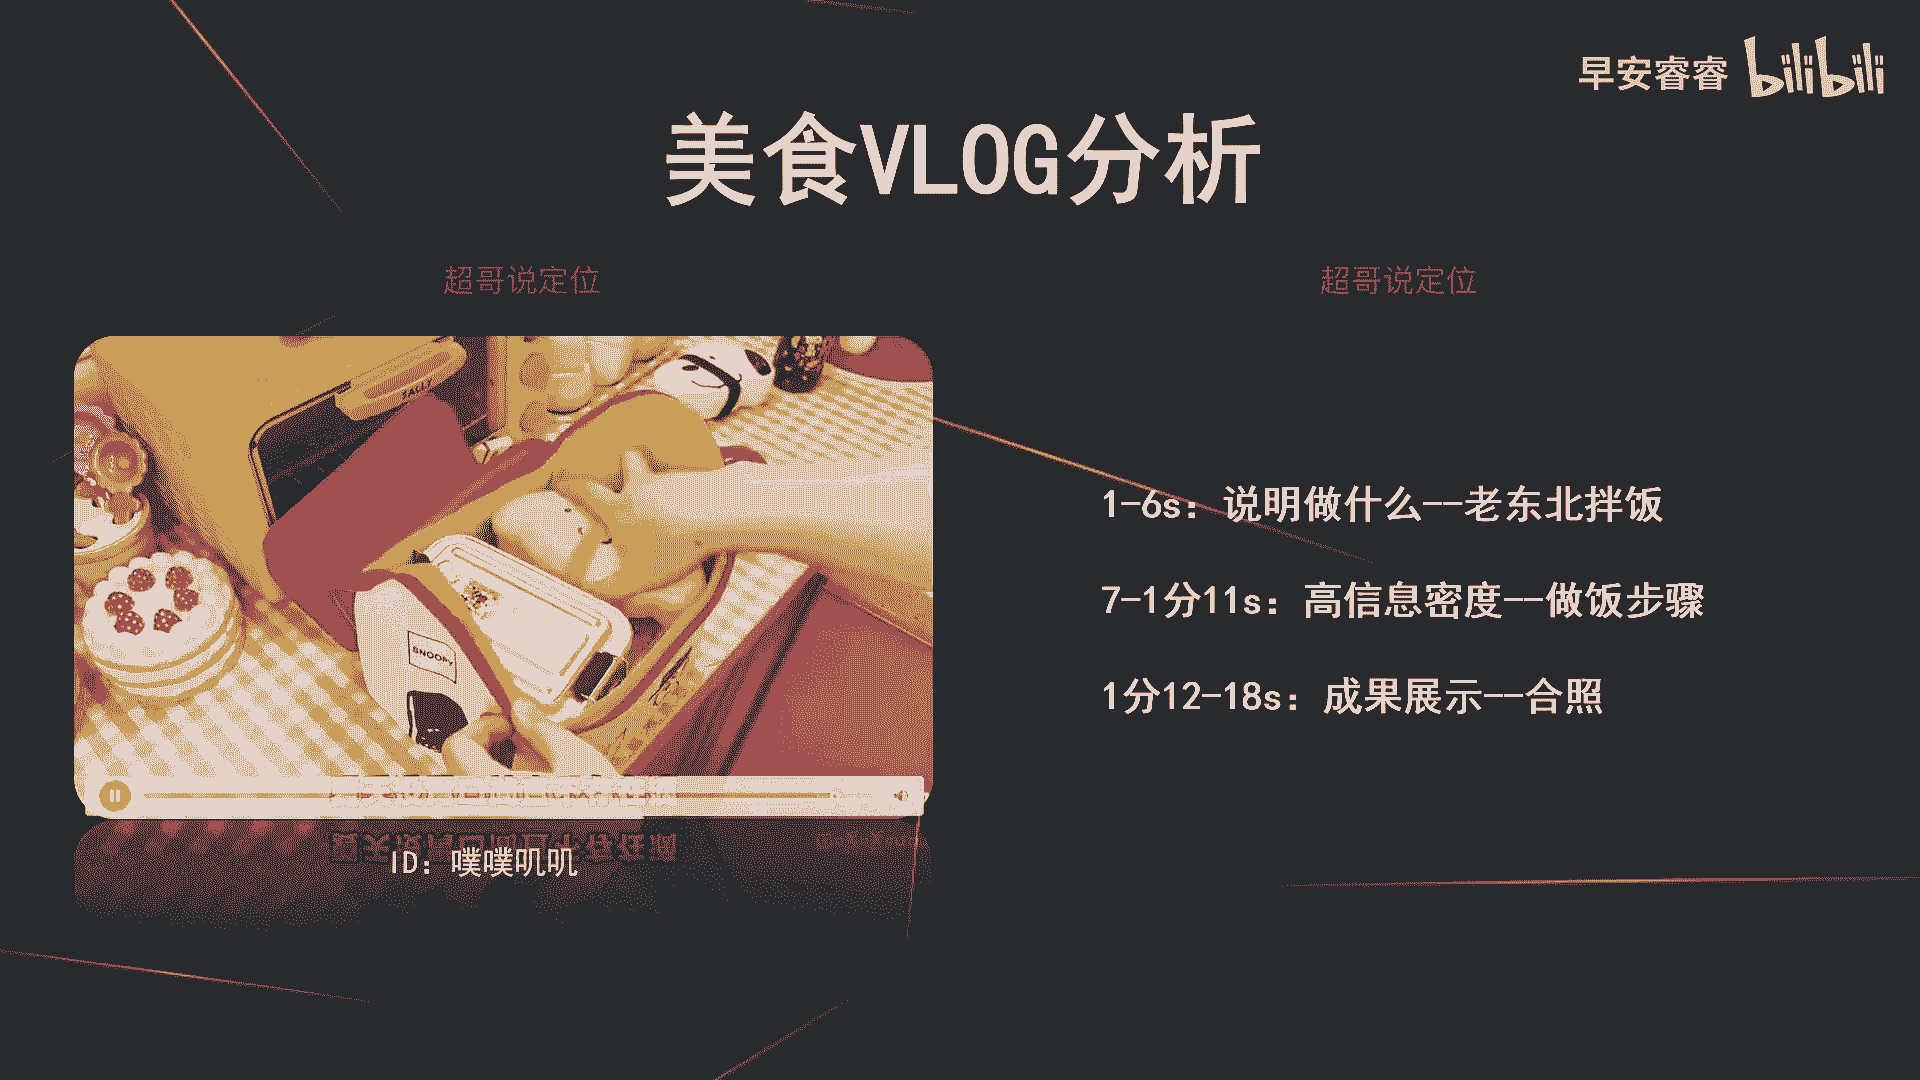 早安睿睿 bilibili
美食VLOG分析
超哥说定位
超哥说定位
TALLY
SNOOPY
1-6s：说明做什么--老东北拌饭
7-1分11s：高信息密度--做饭步骤
1分12-18s：成果展示--合照
ID：噗噗叽叽